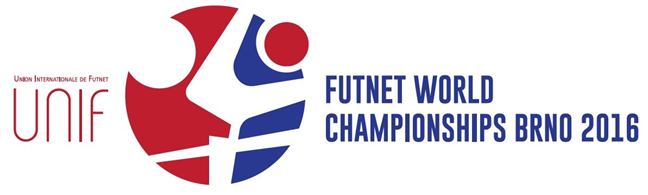 UNION INTERNATIONALE DE FUTNET
UNIF
FUTNET WORLD
CHAMPIONSHIPS BRNO 2016